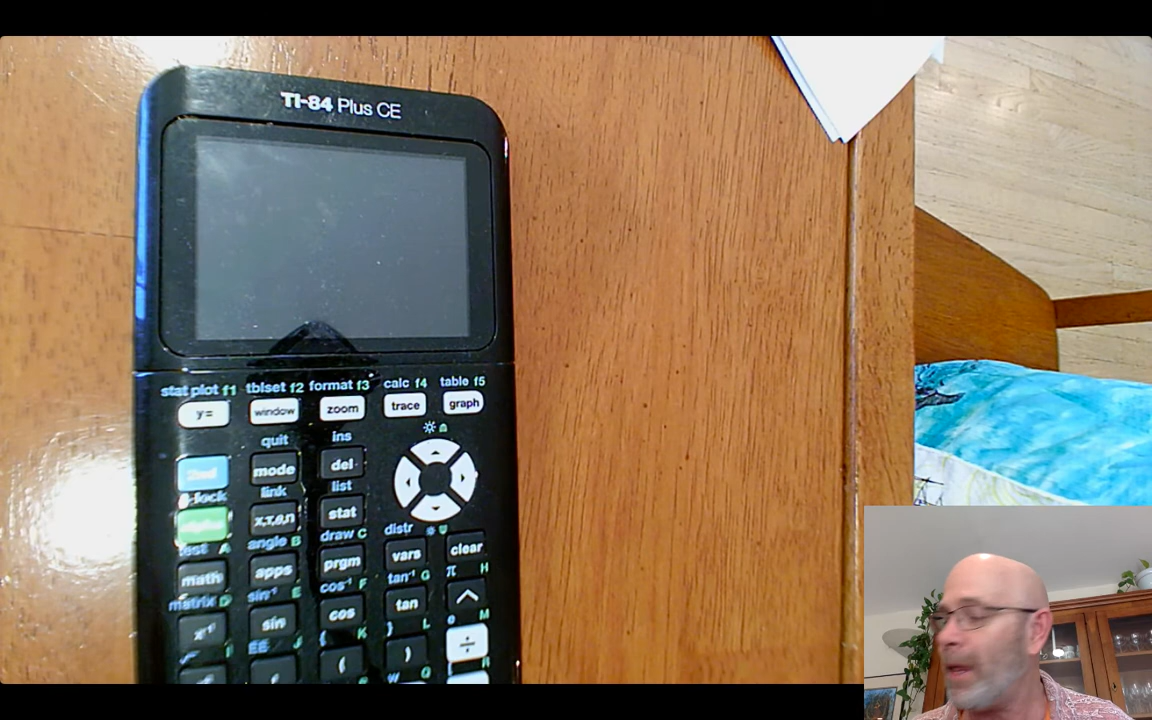 TI-84 Plus CE
stat plot f1 tblset f2 format f3 calc f4 table f5
y= window zoom trace graph
quit ins
2nd mode del
link list
alpha X,T,θ,n stat
test A angle B draw C distr
math apps prgm vars clear
matrix D sin⁻¹ E cos⁻¹ F tan⁻¹ G π H
x⁻¹ sin cos tan ^
EE J { K } L e M
, ( ) ÷